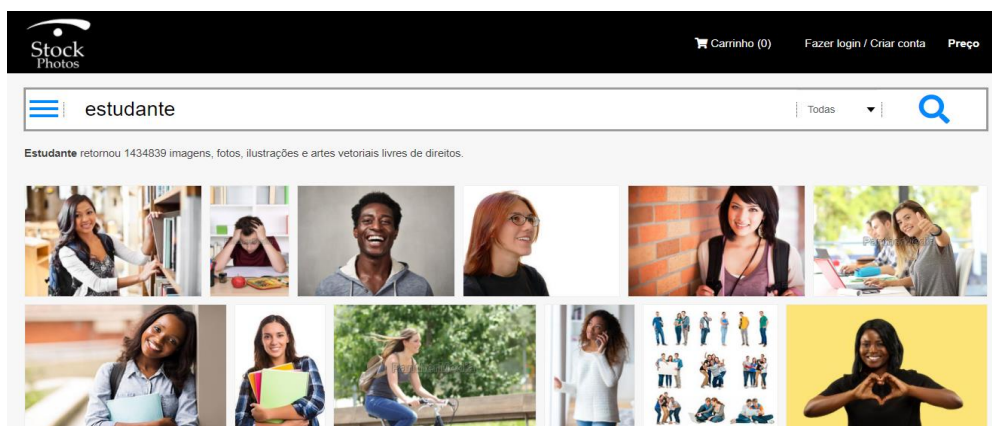 Stock
Photos
Carrinho (0)
Fazer login / Criar conta
Preço
estudante
Todas
Estudante retornou 1434839 imagens, fotos, ilustrações e artes vetoriais livres de direitos.